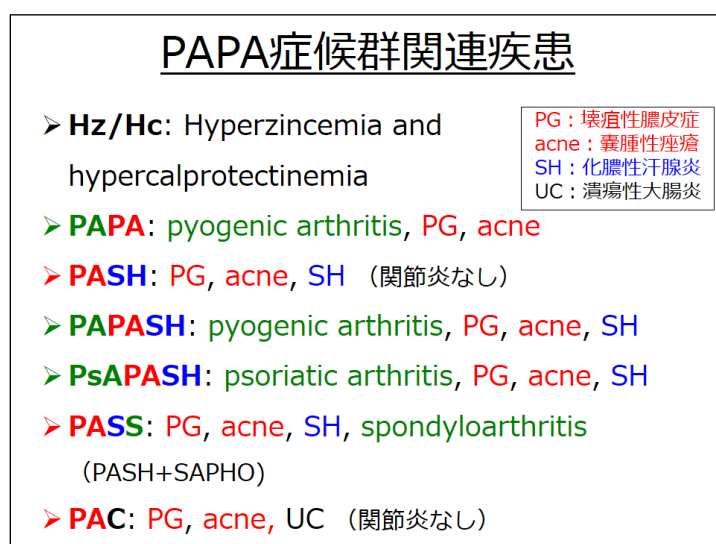 PAPA症候群関連疾患
➢ Hz/Hc: Hyperzincemia and
hypercalprotectinemia
PG：壊疽性膿皮症
acne：嚢腫性痤瘡
SH：化膿性汗腺炎
UC：潰瘍性大腸炎
➢ PAPA: pyogenic arthritis, PG, acne
➢ PASH: PG, acne, SH （関節炎なし）
➢ PAPASH: pyogenic arthritis, PG, acne, SH
➢ PsAPASH: psoriatic arthritis, PG, acne, SH
➢ PASS: PG, acne, SH, spondyloarthritis
（PASH+SAPHO)
➢ PAC: PG, acne, UC （関節炎なし）